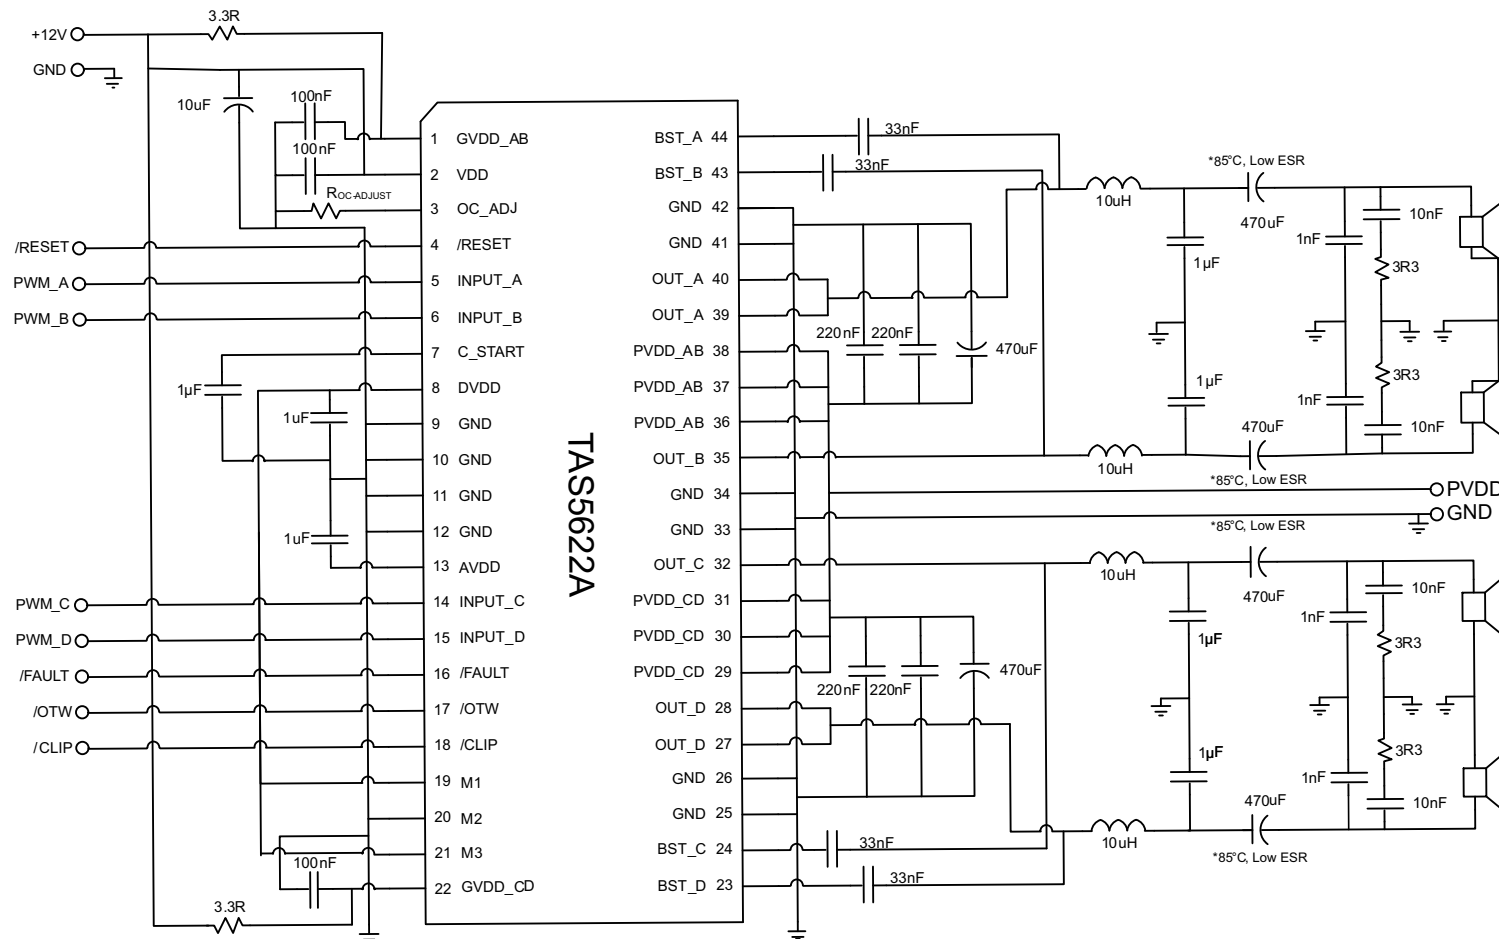 3.3R
+12V
GND
10uF
100nF
100nF
ROC-ADJUST
/RESET
PWM_A
PWM_B
1µF
1uF
1uF
PWM_C
PWM_D
/FAULT
/OTW
/CLIP
100nF
3.3R
1 GVDD_AB
2 VDD
3 OC_ADJ
4 /RESET
5 INPUT_A
6 INPUT_B
7 C_START
8 DVDD
9 GND
10 GND
11 GND
12 GND
13 AVDD
14 INPUT_C
15 INPUT_D
16 /FAULT
17 /OTW
18 /CLIP
19 M1
20 M2
21 M3
22 GVDD_CD
TAS5622A
BST_A 44
BST_B 43
GND 42
GND 41
OUT_A 40
OUT_A 39
PVDD_AB 38
PVDD_AB 37
PVDD_AB 36
OUT_B 35
GND 34
GND 33
OUT_C 32
PVDD_CD 31
PVDD_CD 30
PVDD_CD 29
OUT_D 28
OUT_D 27
GND 26
GND 25
BST_C 24
BST_D 23
33nF
33nF
220nF 220nF 470uF
220nF 220nF 470uF
33nF
33nF
*85°C, Low ESR
10uH
470uF
1µF
1nF
10nF
3R3
3R3
1µF
1nF
10nF
470uF
10uH
*85°C, Low ESR
PVDD
GND
*85°C, Low ESR
10uH
470uF
1µF
1nF
10nF
3R3
3R3
1µF
1nF
10nF
470uF
10uH
*85°C, Low ESR